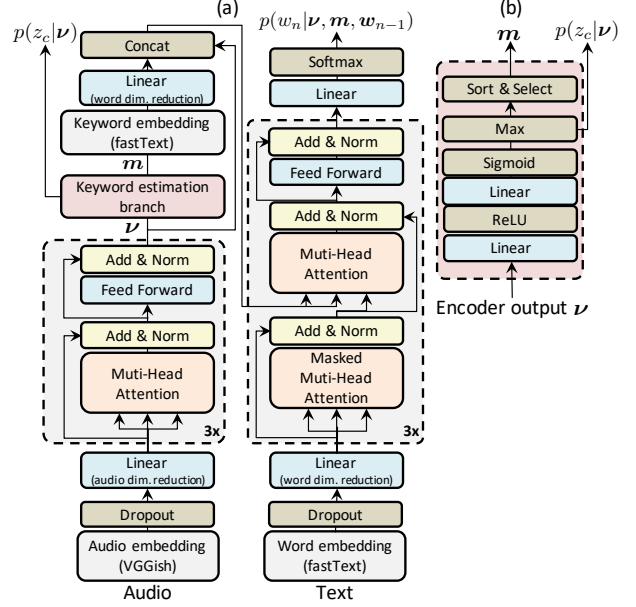 (a)
p(z_c|ν)
Concat
Linear
(word dim. reduction)
Keyword embedding
(fastText)
m
Keyword estimation
branch
ν
Add & Norm
Feed Forward
Add & Norm
Muti-Head
Attention
3x
Linear
(audio dim. reduction)
Dropout
Audio embedding
(VGGish)
Audio
p(w_n|ν, m, w_{n−1})
Softmax
Linear
Add & Norm
Feed Forward
Add & Norm
Muti-Head
Attention
Add & Norm
Masked
Muti-Head
Attention
3x
Linear
(word dim. reduction)
Dropout
Word embedding
(fastText)
Text
(b)
m
p(z_c|ν)
Sort & Select
Max
Sigmoid
Linear
ReLU
Linear
Encoder output ν